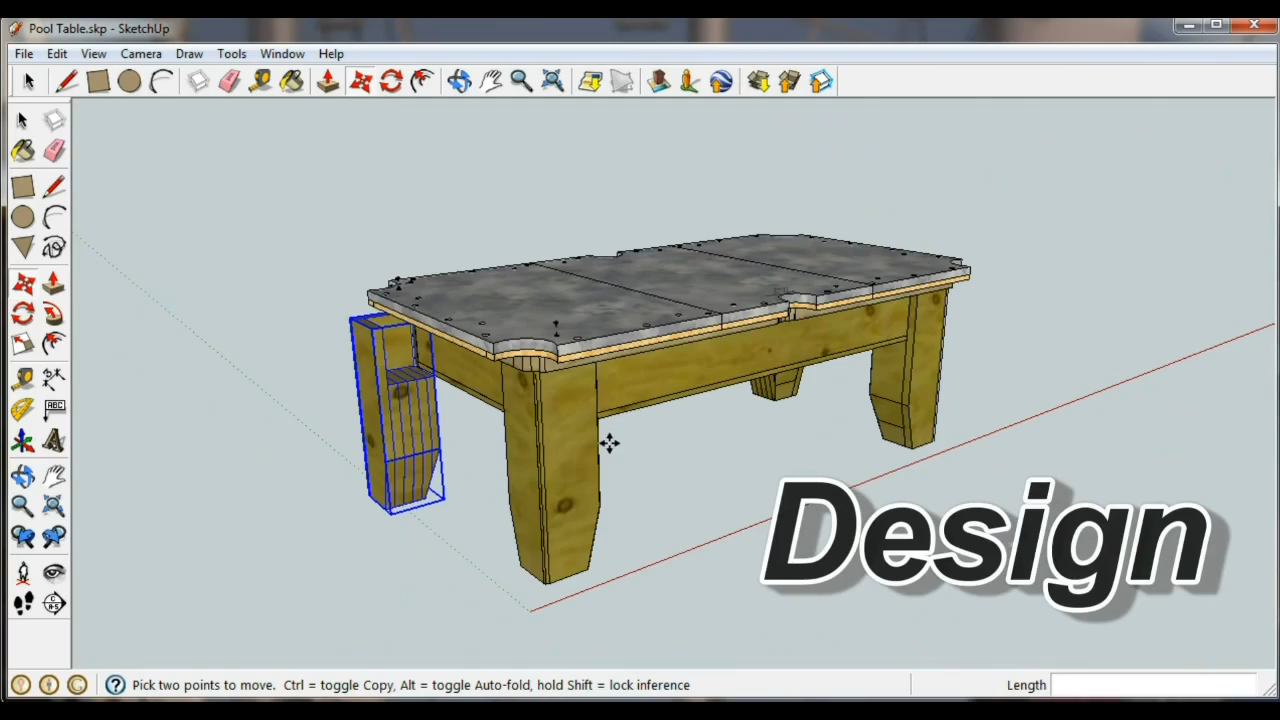 Pool Table.skp - SketchUp
File Edit View Camera Draw Tools Window Help
ABC
Design
Pick two points to move. Ctrl = toggle Copy, Alt = toggle Auto-fold, hold Shift = lock inference
Length